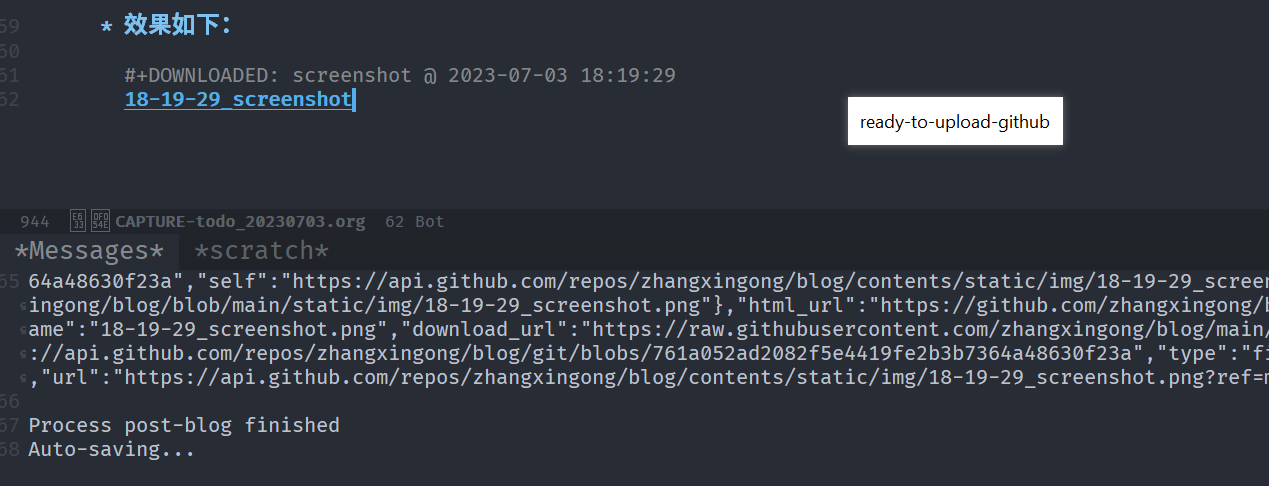 59 * 效果如下：
60
61 #+DOWNLOADED: screenshot @ 2023-07-03 18:19:29
62 18-19-29_screenshot
ready-to-upload-github
944 CAPTURE-todo_20230703.org 62 Bot
*Messages* *scratch*
65 64a48630f23a","self":"https://api.github.com/repos/zhangxingong/blog/contents/static/img/18-19-29_screen
ingong/blog/blob/main/static/img/18-19-29_screenshot.png"},"html_url":"https://github.com/zhangxingong/b
ame":"18-19-29_screenshot.png","download_url":"https://raw.githubusercontent.com/zhangxingong/blog/main/
://api.github.com/repos/zhangxingong/blog/git/blobs/761a052ad2082f5e4419fe2b3b7364a48630f23a","type":"fi
,"url":"https://api.github.com/repos/zhangxingong/blog/contents/static/img/18-19-29_screenshot.png?ref=m
66
67 Process post-blog finished
68 Auto-saving...